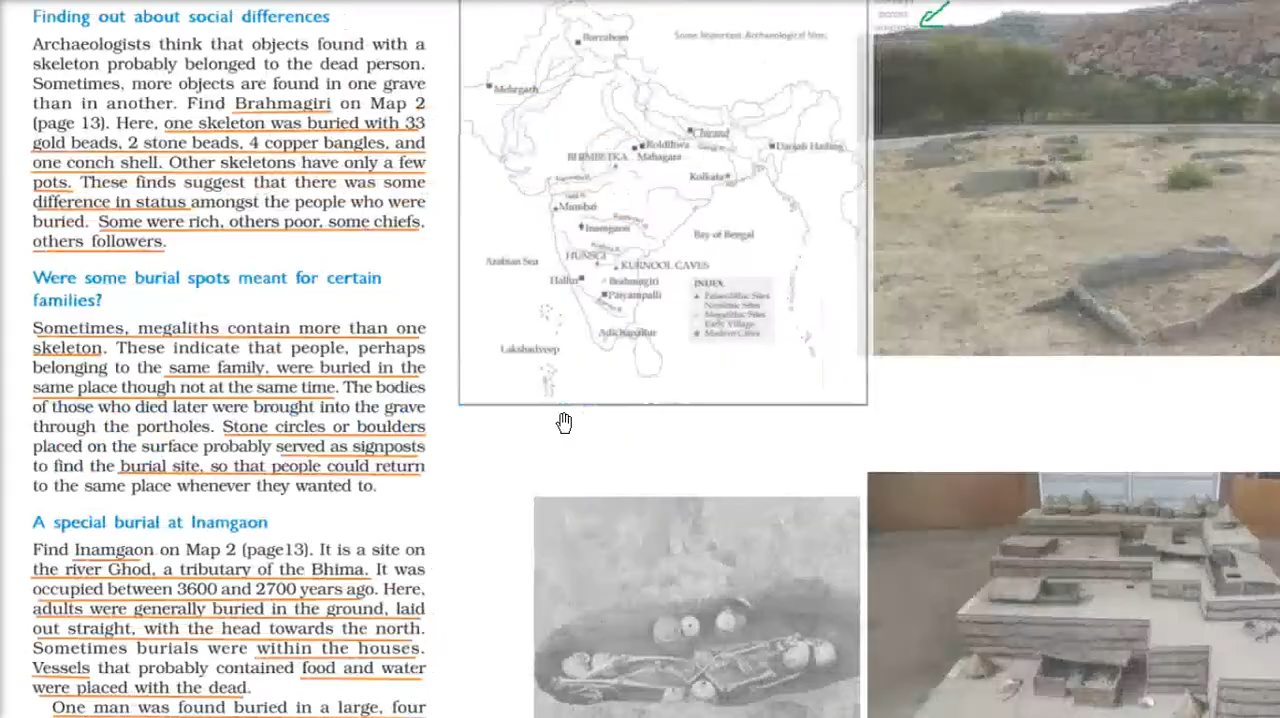 Finding out about social differences
Archaeologists think that objects found with a
skeleton probably belonged to the dead person.
Sometimes, more objects are found in one grave
than in another. Find Brahmagiri on Map 2
(page 13). Here, one skeleton was buried with 33
gold beads, 2 stone beads, 4 copper bangles, and
one conch shell. Other skeletons have only a few
pots. These finds suggest that there was some
difference in status amongst the people who were
buried. Some were rich, others poor, some chiefs,
others followers.
Were some burial spots meant for certain
families?
Sometimes, megaliths contain more than one
skeleton. These indicate that people, perhaps
belonging to the same family, were buried in the
same place though not at the same time. The bodies
of those who died later were brought into the grave
through the portholes. Stone circles or boulders
placed on the surface probably served as signposts
to find the burial site, so that people could return
to the same place whenever they wanted to.
A special burial at Inamgaon
Find Inamgaon on Map 2 (page13). It is a site on
the river Ghod, a tributary of the Bhima. It was
occupied between 3600 and 2700 years ago. Here,
adults were generally buried in the ground, laid
out straight, with the head towards the north.
Sometimes burials were within the houses.
Vessels that probably contained food and water
were placed with the dead.
One man was found buried in a large, four
Some Important Archaeological Sites
Burzahom
Mehrgarh
Chirand
Koldihwa
Daojali Hading
BHIMBETKA Mahagara
Kolkata
Mumbai
Inamgaon
Bay of Bengal
HUNSGI
Arabian Sea
KURNOOL CAVES
Hallur
Brahmagiri
INDEX
Paiyampalli
Palaeolithic Sites
Neolithic Sites
Megalithic Sites
Early Village
Modern Cities
Adichanallur
Lakshadweep